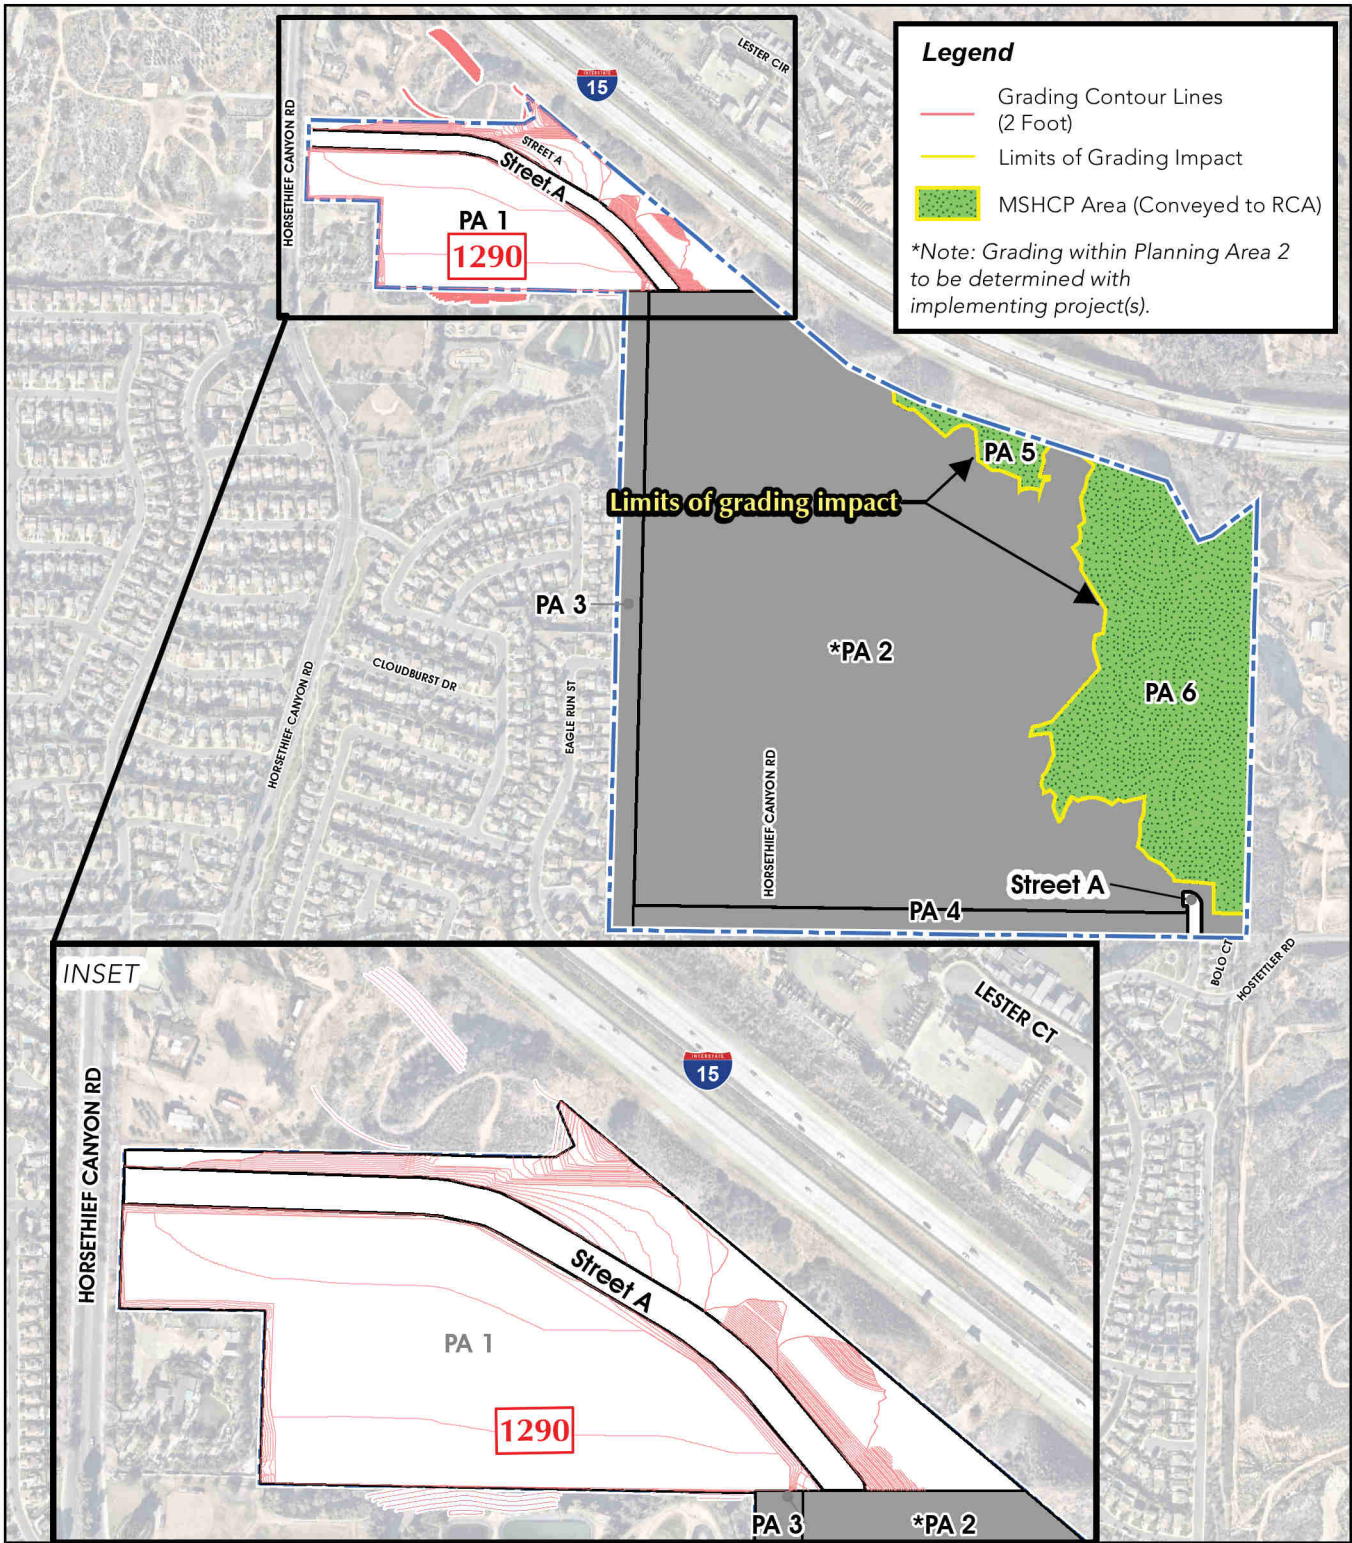 LESTER CIR
INTERSTATE
15
HORSETHIEF CANYON RD
STREET A
Street A
PA 1
1290
Legend
Grading Contour Lines
(2 Foot)
Limits of Grading Impact
MSHCP Area (Conveyed to RCA)
*Note: Grading within Planning Area 2
to be determined with
implementing project(s).
PA 5
Limits of grading impact
PA 3
*PA 2
PA 6
CLOUDBURST DR
HORSETHIEF CANYON RD
EAGLE RUN ST
HORSETHIEF CANYON RD
Street A
PA 4
BOLO CT
HOSTETTLER RD
INSET
LESTER CT
INTERSTATE
15
HORSETHIEF CANYON RD
Street A
PA 1
1290
PA 3
*PA 2